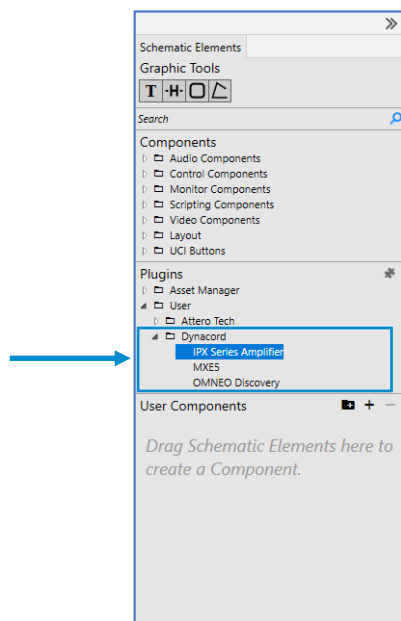 Schematic Elements
Graphic Tools
T H
Search
Components
Audio Components
Control Components
Monitor Components
Scripting Components
Video Components
Layout
UCI Buttons
Plugins
Asset Manager
User
Attero Tech
Dynacord
IPX Series Amplifier
MXE5
OMNEO Discovery
User Components
Drag Schematic Elements here to
create a Component.